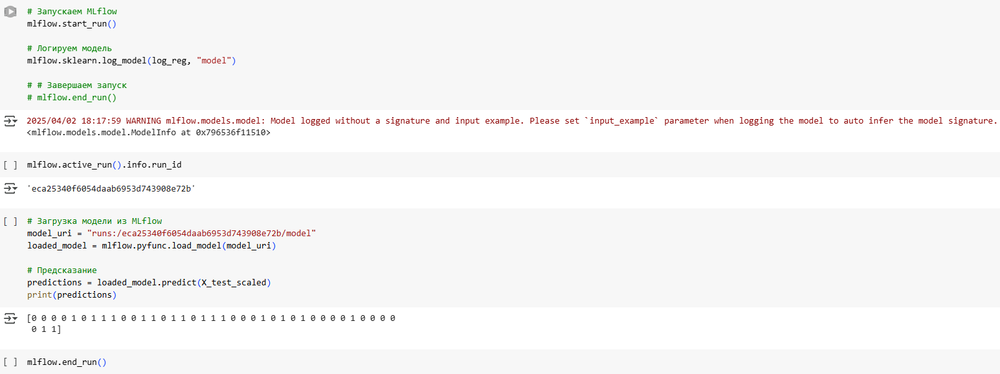 # Запускаем MLflow
mlflow.start_run()
# Логируем модель
mlflow.sklearn.log_model(log_reg, "model")
# # Завершаем запуск
# mlflow.end_run()
2025/04/02 18:17:59 WARNING mlflow.models.model: Model logged without a signature and input example. Please set `input_example` parameter when logging the model to auto infer the model signature.
<mlflow.models.model.ModelInfo at 0x796536f11510>
[ ] mlflow.active_run().info.run_id
'eca25340f6054daab6953d743908e72b'
[ ] # Загрузка модели из MLflow
model_uri = "runs:/eca25340f6054daab6953d743908e72b/model"
loaded_model = mlflow.pyfunc.load_model(model_uri)
# Предсказание
predictions = loaded_model.predict(X_test_scaled)
print(predictions)
[0 0 0 0 1 0 1 1 1 0 0 1 1 0 1 1 0 1 1 1 0 0 0 1 0 1 0 1 0 0 0 0 1 0 0 0 0
0 1 1]
[ ] mlflow.end_run()